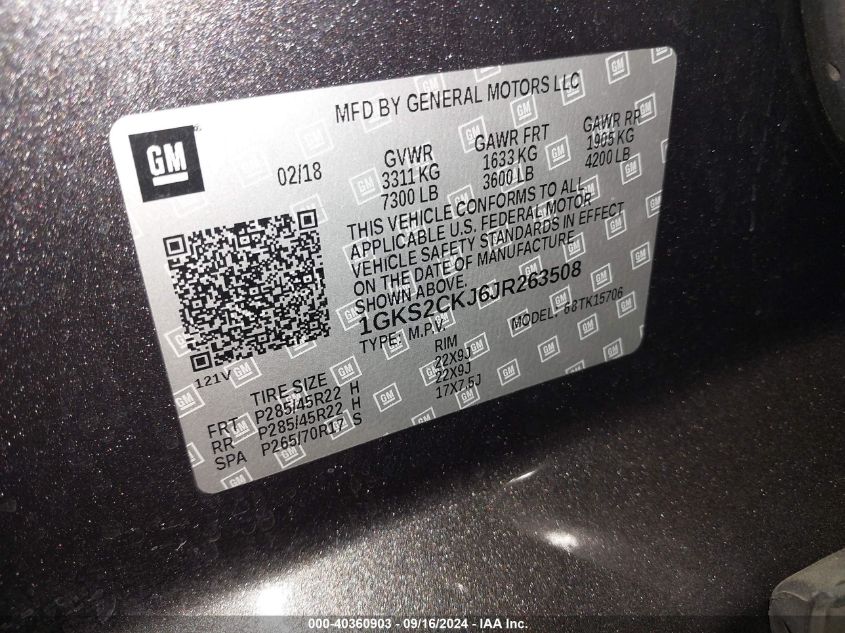 MFD BY GENERAL MOTORS LLC
GM
02/18
GVWR
3311 KG
7300 LB
GAWR FRT
1633 KG
3600 LB
GAWR RR
1905 KG
4200 LB
THIS VEHICLE CONFORMS TO ALL
APPLICABLE U.S. FEDERAL MOTOR
VEHICLE SAFETY STANDARDS IN EFFECT
ON THE DATE OF MANUFACTURE
SHOWN ABOVE.
1GKS2CKJ6JR263508
TYPE: M.P.V.
MODEL: TK15706
121V
TIRE SIZE RIM
FRT P285/45R22 H 22X9J
RR P285/45R22 H 22X9J
SPA P265/70R17 S 17X7.5J
000-40360903 - 09/16/2024 - IAA Inc.